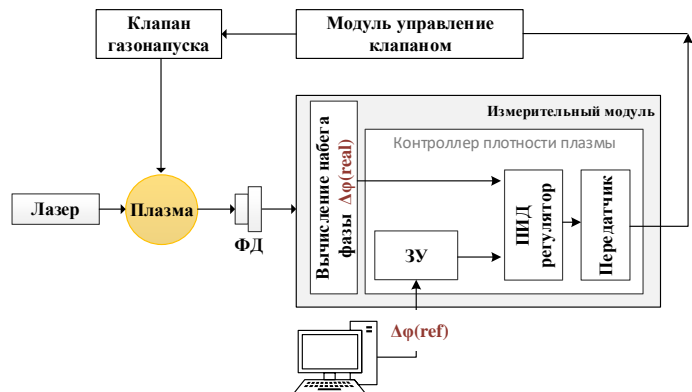 Клапан
газонапуска
Модуль управление
клапаном
Измерительный модуль
Контроллер плотности плазмы
Вычисление набега
фазы Δφ(real)
Лазер
Плазма
ФД
ЗУ
ПИД
регулятор
Передатчик
Δφ(ref)